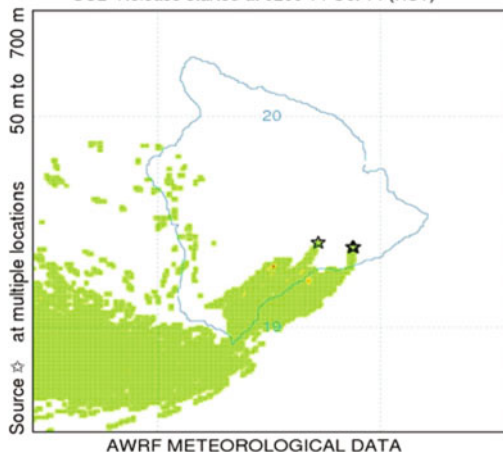 Source ☆ at multiple locations 50 m to 700 m
20
19
AWRF METEOROLOGICAL DATA